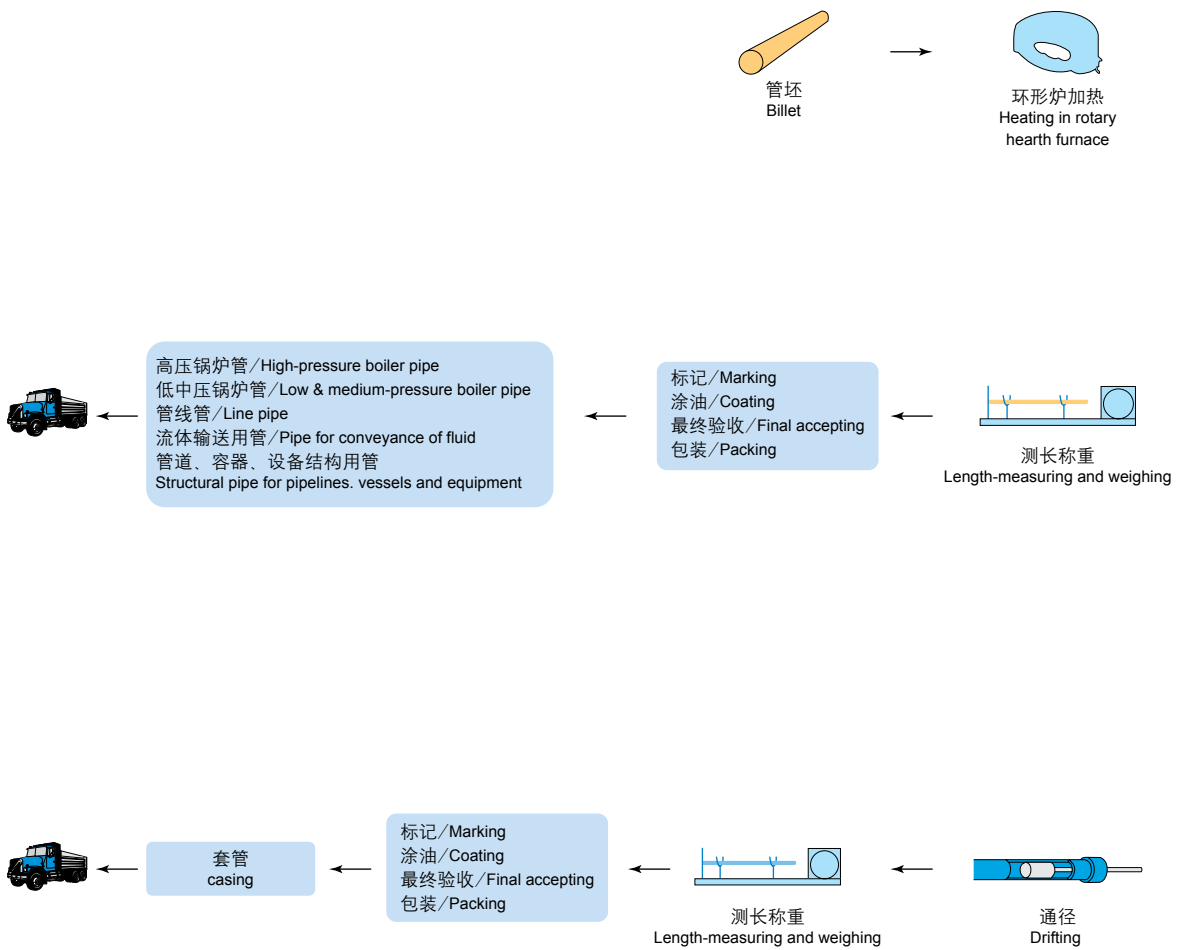 管坯
Billet
环形炉加热
Heating in rotary
hearth furnace
高压锅炉管/High-pressure boiler pipe
低中压锅炉管/Low & medium-pressure boiler pipe
管线管/Line pipe
流体输送用管/Pipe for conveyance of fluid
管道、容器、设备结构用管
Structural pipe for pipelines. vessels and equipment
标记/Marking
涂油/Coating
最终验收/Final accepting
包装/Packing
测长称重
Length-measuring and weighing
套管
casing
标记/Marking
涂油/Coating
最终验收/Final accepting
包装/Packing
测长称重
Length-measuring and weighing
通径
Drifting